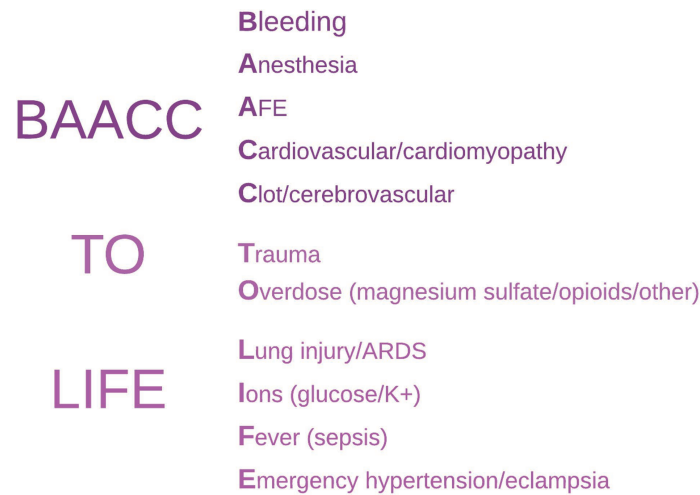 BAACC
Bleeding
Anesthesia
AFE
Cardiovascular/cardiomyopathy
Clot/cerebrovascular
TO
Trauma
Overdose (magnesium sulfate/opioids/other)
LIFE
Lung injury/ARDS
Ions (glucose/K+)
Fever (sepsis)
Emergency hypertension/eclampsia